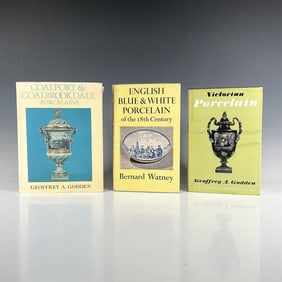 COALPORT &
COALBROOKDALE
PORCELAINS
GEOFFREY A. GODDEN
ENGLISH
BLUE & WHITE
PORCELAIN
of the 18th Century
Bernard Watney
Victorian
Porcelain
Geoffrey A. Godden